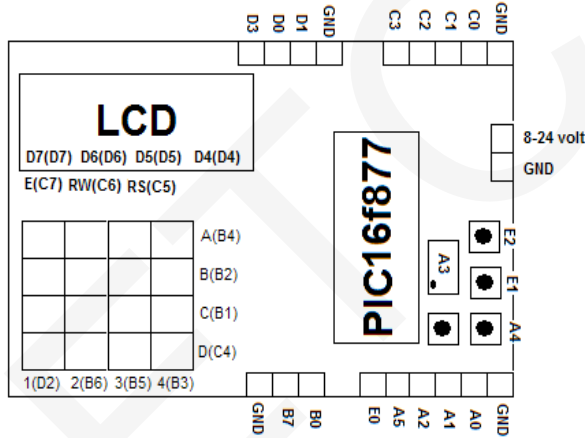 D3 D0 D1 GND C3 C2 C1 C0 GND
LCD
D7(D7) D6(D6) D5(D5) D4(D4)
E(C7) RW(C6) RS(C5)
8-24 volt
GND
PIC16f877
A(B4)
B(B2)
C(B1)
D(C4)
1(D2) 2(B6) 3(B5) 4(B3)
A3
E2
E1
A4
GND B7 B0 E0 A5 A2 A1 A0 GND